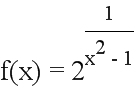 f(x) = 2^(1/(x^2 - 1))